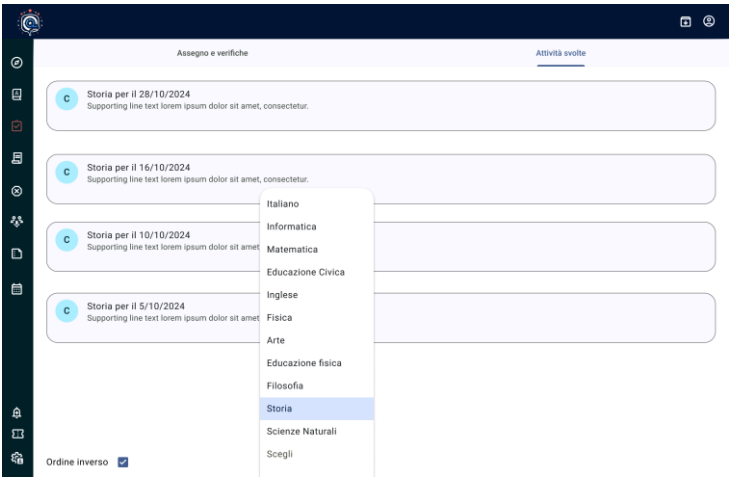 Assegno e verifiche
Attività svolte
C
Storia per il 28/10/2024
Supporting line text lorem ipsum dolor sit amet, consectetur.
C
Storia per il 16/10/2024
Supporting line text lorem ipsum dolor sit amet, consectetur.
C
Storia per il 10/10/2024
Supporting line text lorem ipsum dolor sit amet
C
Storia per il 5/10/2024
Supporting line text lorem ipsum dolor sit amet
Italiano
Informatica
Matematica
Educazione Civica
Inglese
Fisica
Arte
Educazione fisica
Filosofia
Storia
Scienze Naturali
Scegli
Ordine inverso